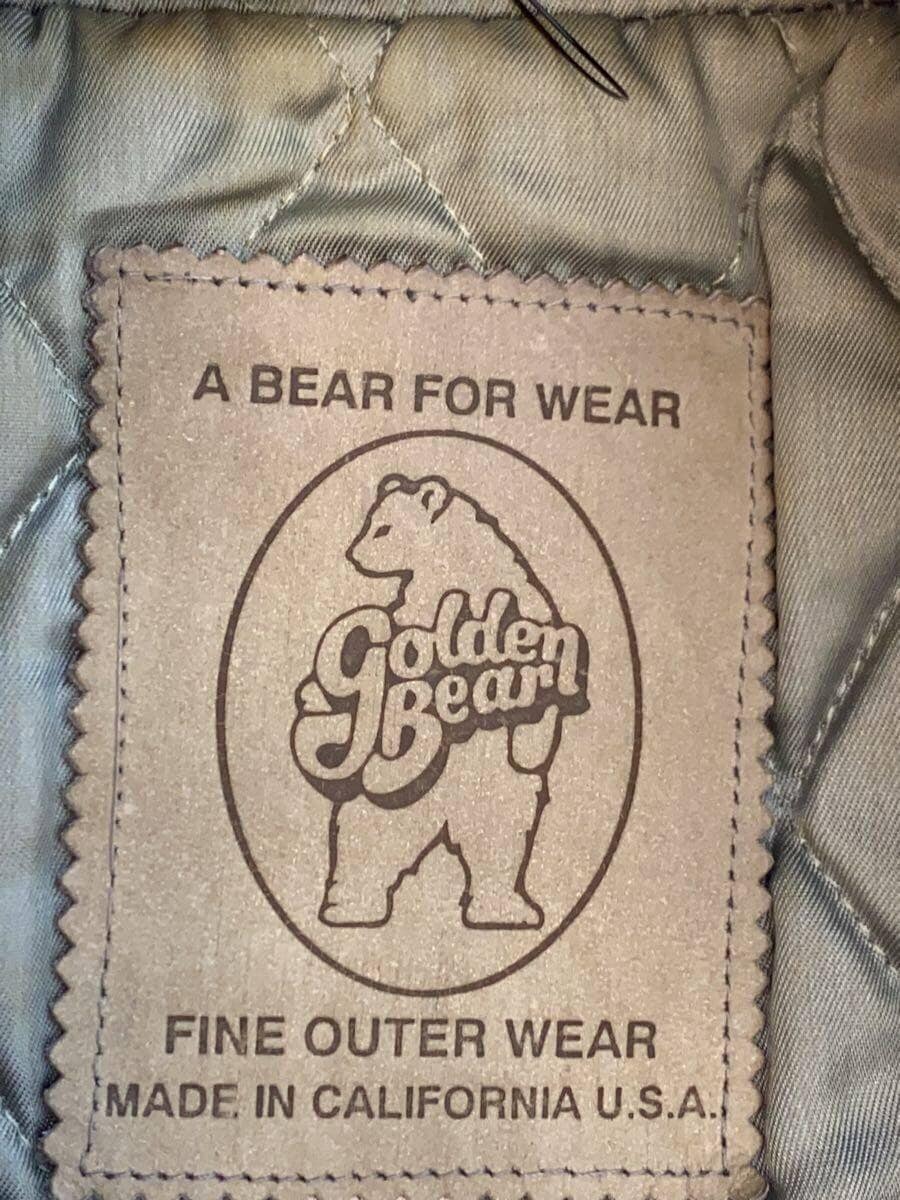 A BEAR FOR WEAR
Golden
Bear
FINE OUTER WEAR
MADE IN CALIFORNIA U.S.A.